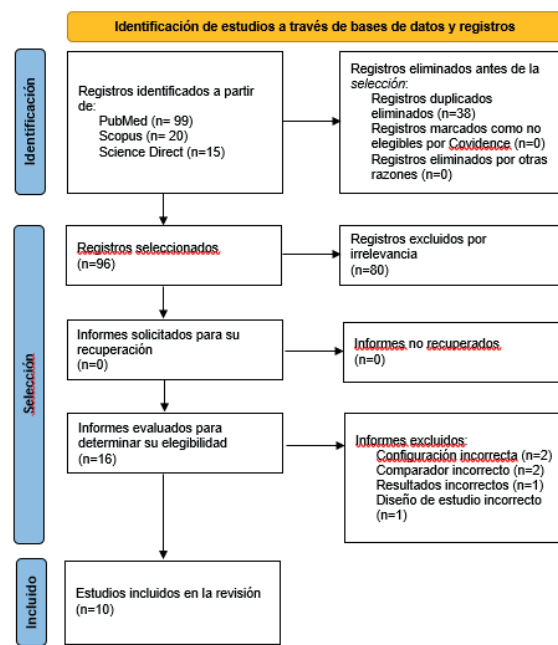 Identificación de estudios a través de bases de datos y registros
Identificación
Registros identificados a partir
de:
PubMed (n= 99)
Scopus (n= 20)
Science Direct (n=15)
Registros eliminados antes de la
selección:
Registros duplicados
eliminados (n=38)
Registros marcados como no
elegibles por Covidence (n=0)
Registros eliminados por otras
razones (n=0)
Selección
Registros seleccionados
(n=96)
Registros excluidos por
irrelevancia
(n=80)
Informes solicitados para su
recuperación
(n=0)
Informes no recuperados
(n=0)
Informes evaluados para
determinar su elegibilidad
(n=16)
Informes excluidos:
Configuración incorrecta (n=2)
Comparador incorrecto (n=2)
Resultados incorrectos (n=1)
Diseño de estudio incorrecto
(n=1)
Incluido
Estudios incluidos en la revisión
(n=10)